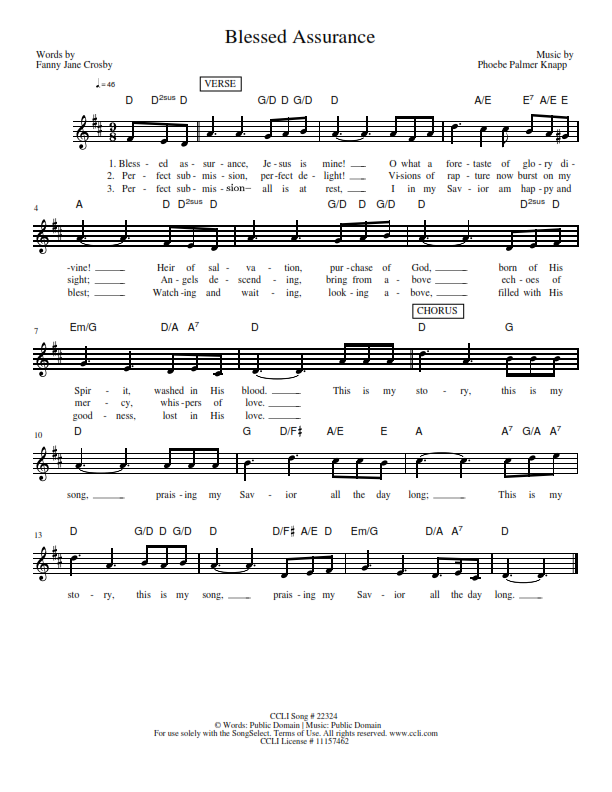 Blessed Assurance
Words by
Fanny Jane Crosby
Music by
Phoebe Palmer Knapp
= 46
VERSE
D D2sus D G/D D G/D D A/E E7 A/E E
9
8
1. Bless - ed as - sur - ance, Je - sus is mine! ___ O what a fore - taste of glo - ry di -
2. Per - fect sub - mis - sion, per - fect de - light! ___ Vi - sions of rap - ture now burst on my
3. Per - fect sub - mis - sion– all is at rest, ___ I in my Sav - ior am hap - py and
4
A D D2sus D G/D D G/D D D2sus D
-vine! ___ Heir of sal - va - tion, pur - chase of God, ___ born of His
sight; ___ An - gels de - scend - ing, bring from a - bove ___ ech - oes of
blest; ___ Watch - ing and wait - ing, look - ing a - bove, ___ filled with His
CHORUS
7
Em/G D/A A7 D D G
Spir - it, washed in His blood. ___ This is my sto - ry, this is my
mer - cy, whis - pers of love. ___
good - ness, lost in His love. ___
10
D G D/F# A/E E A A7 G/A A7
song, ___ prais - ing my Sav - ior all the day long; ___ This is my
13
D G/D D G/D D D/F# A/E D Em/G D/A A7 D
sto - ry, this is my song, ___ prais - ing my Sav - ior all the day long. ___
CCLI Song # 22324
© Words: Public Domain | Music: Public Domain
For use solely with the SongSelect. Terms of Use. All rights reserved. www.ccli.com
CCLI License # 11157462